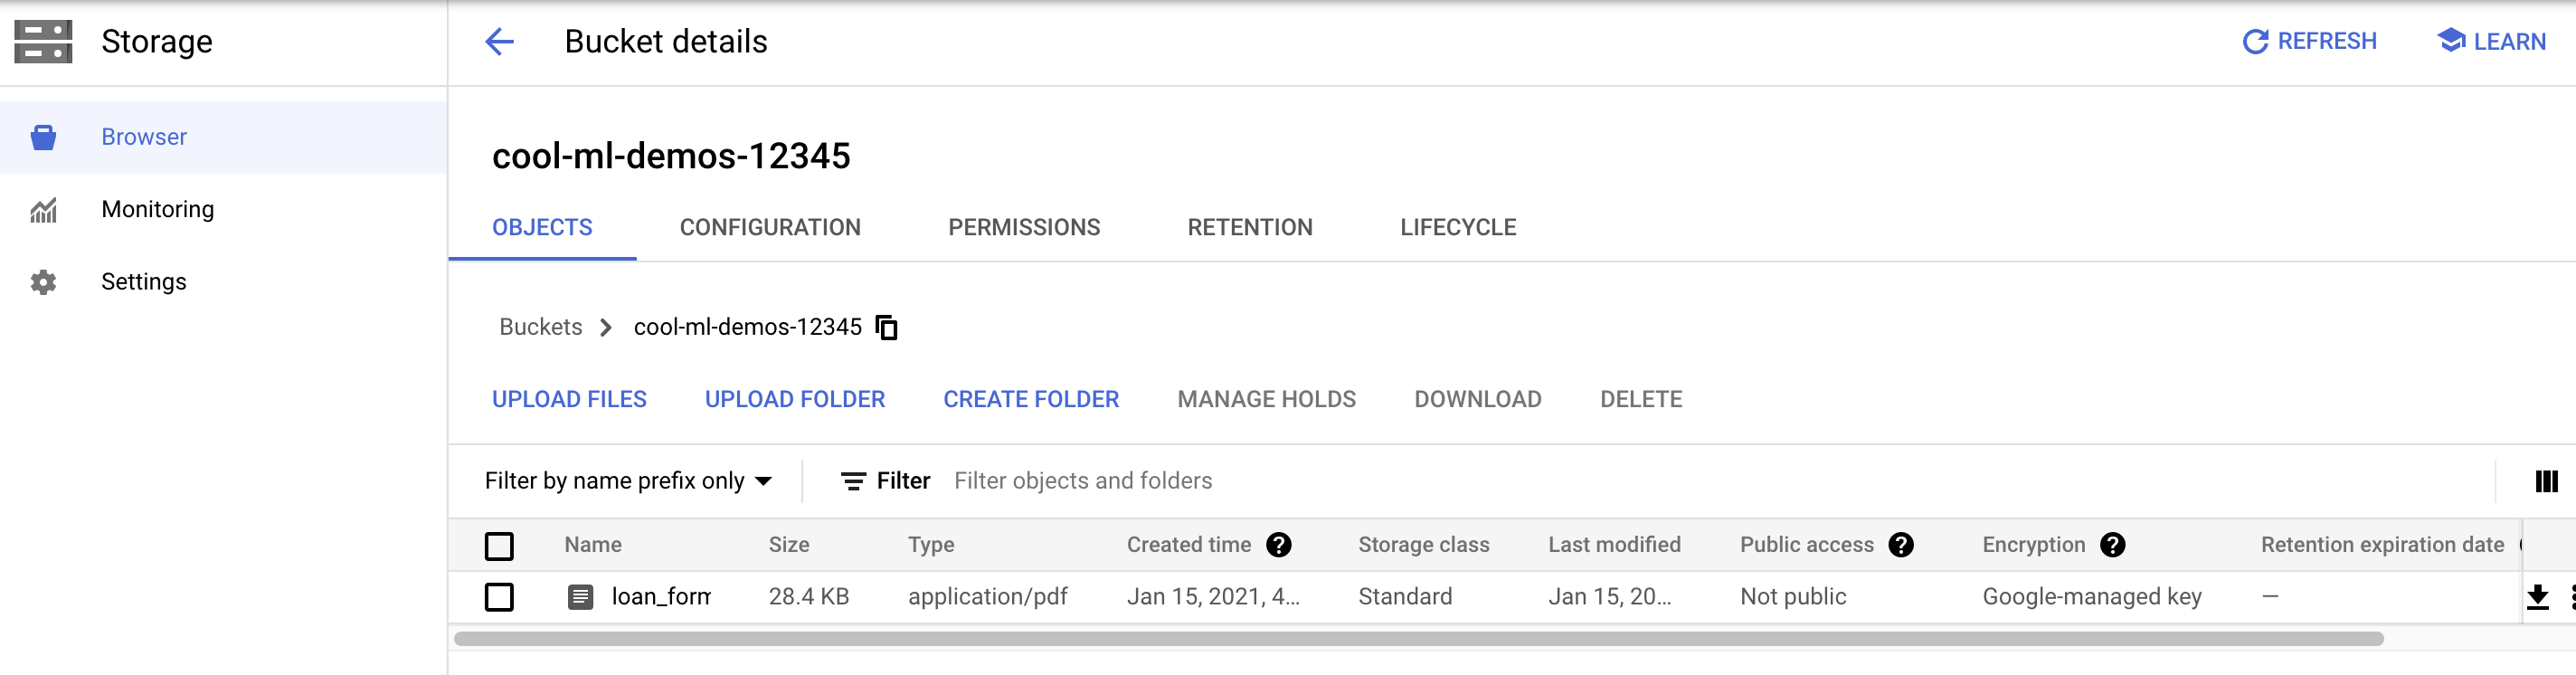 Storage
Bucket details
REFRESH
LEARN
Browser
Monitoring
Settings
cool-ml-demos-12345
OBJECTS CONFIGURATION PERMISSIONS RETENTION LIFECYCLE
Buckets cool-ml-demos-12345
UPLOAD FILES UPLOAD FOLDER CREATE FOLDER MANAGE HOLDS DOWNLOAD DELETE
Filter by name prefix only Filter Filter objects and folders
Name Size Type Created time Storage class Last modified Public access Encryption Retention expiration date
loan_form 28.4 KB application/pdf Jan 15, 2021, 4... Standard Jan 15, 20... Not public Google-managed key —